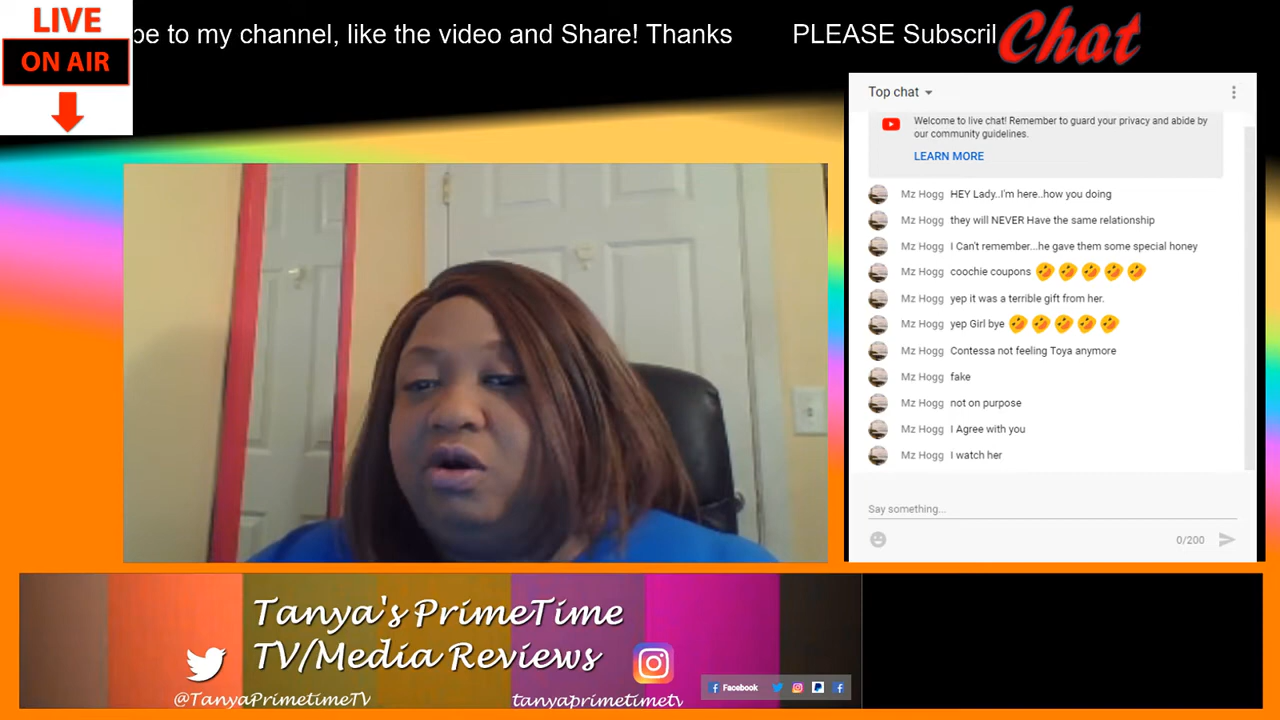 LIVE
ON AIR
be to my channel, like the video and Share! Thanks
PLEASE Subscril
Chat
Top chat
Welcome to live chat! Remember to guard your privacy and abide by
our community guidelines.
LEARN MORE
Mz Hogg HEY Lady..I'm here..how you doing
Mz Hogg they will NEVER Have the same relationship
Mz Hogg I Can't remember...he gave them some special honey
Mz Hogg coochie coupons 🤣🤣🤣🤣🤣
Mz Hogg yep it was a terrible gift from her.
Mz Hogg yep Girl bye 🤣🤣🤣🤣🤣
Mz Hogg Contessa not feeling Toya anymore
Mz Hogg fake
Mz Hogg not on purpose
Mz Hogg I Agree with you
Mz Hogg I watch her
Say something...
0/200
Tanya's PrimeTime
TV/Media Reviews
@TanyaPrimetimeTV
tanyaprimetimetv
Facebook